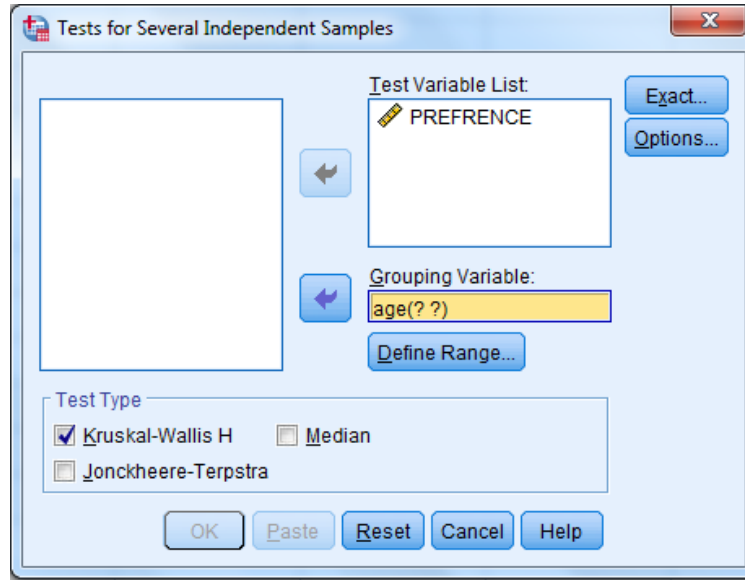 Tests for Several Independent Samples
X
Test Variable List:
PREFRENCE
Exact...
Options...
Grouping Variable:
age(? ?)
Define Range...
Test Type
Kruskal-Wallis H
Median
Jonckheere-Terpstra
OK
Paste
Reset
Cancel
Help